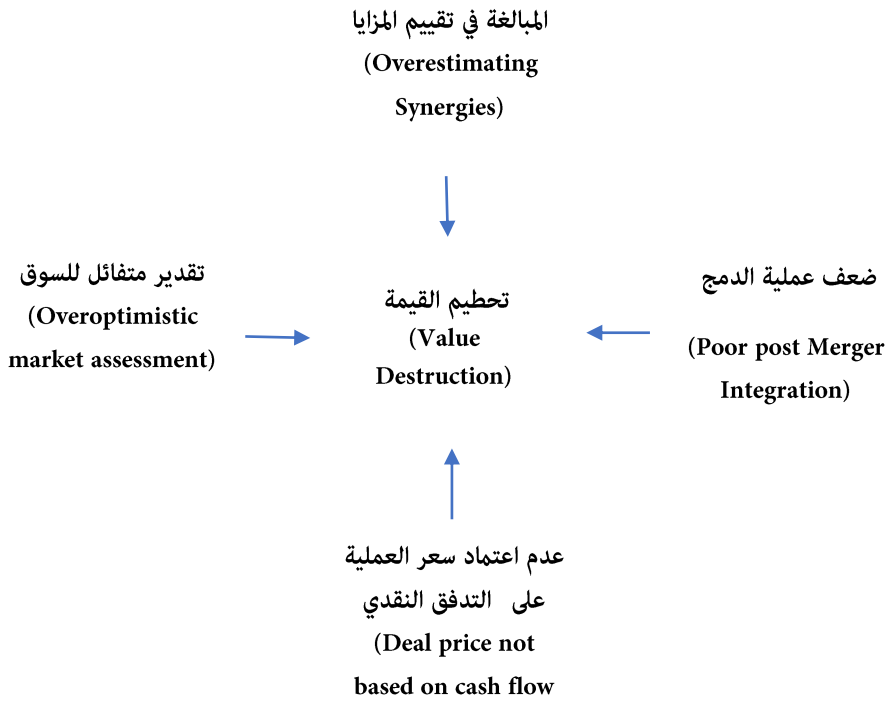 المبالغة في تقييم المزايا
(Overestimating
Synergies)
تقدير متفائل للسوق
(Overoptimistic
market assessment)
تحطيم القيمة
(Value
Destruction)
ضعف عملية الدمج
(Poor post Merger
Integration)
عدم اعتماد سعر العملية
على التدفق النقدي
(Deal price not
based on cash flow